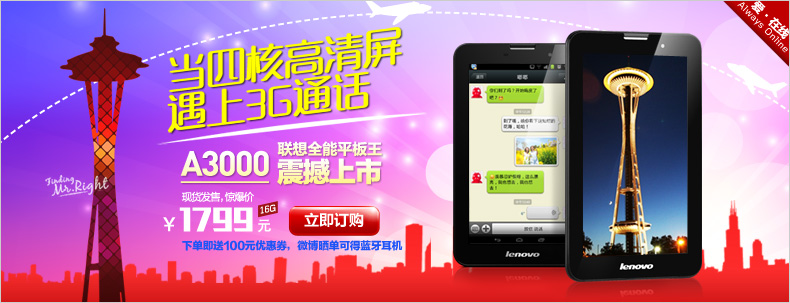 爱·在线
Always Online
当四核高清屏
遇上3G通话
A3000
联想全能平板王
震撼上市
现货发售,惊爆价
¥1799元
16G
立即订购
下单即送100元优惠券，微博晒单可得蓝牙耳机
Finding
Mr.Right
lenovo
lenovo